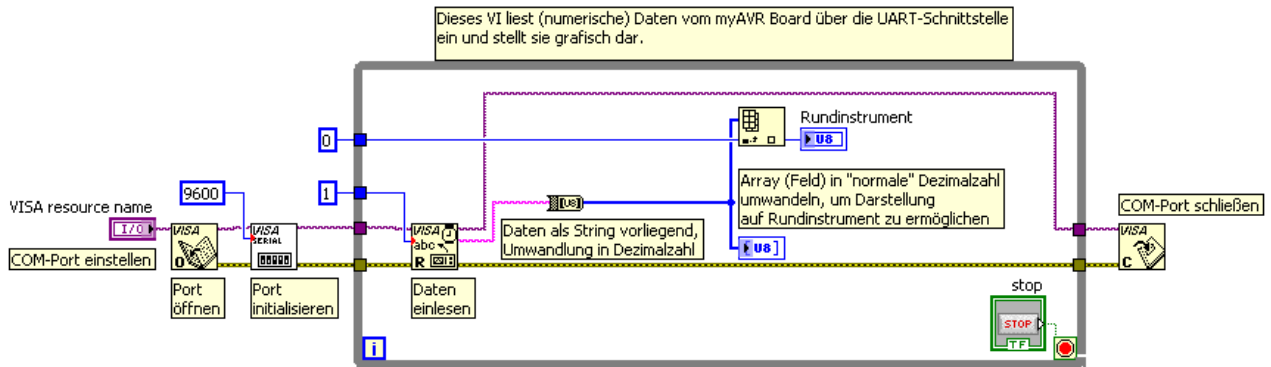 Dieses VI liest (numerische) Daten vom myAVR Board über die UART-Schnittstelle
ein und stellt sie grafisch dar.
0
Rundinstrument
U8
9600
1
VISA resource name
I/O
VISA
O
VISA
SERIAL
VISA
abc
R
[U8]
Array (Feld) in "normale" Dezimalzahl
umwandeln, um Darstellung
auf Rundinstrument zu ermöglichen
Daten als String vorliegend,
Umwandlung in Dezimalzahl
U8]
COM-Port schließen
VISA
C
COM-Port einstellen
Port
öffnen
Port
initialisieren
Daten
einlesen
stop
STOP
TF
i